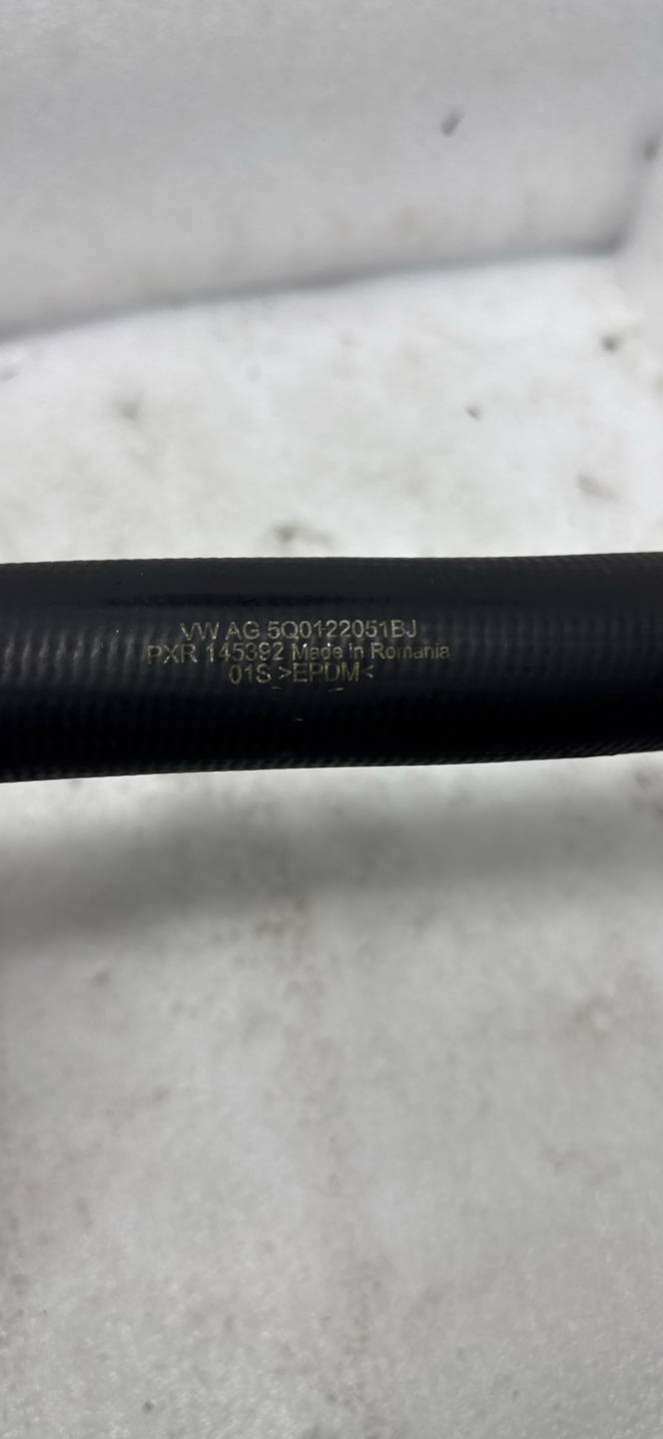 VW AG 5Q0122051BJ
PXR 145392 Made in Romania
01S >EPDM<